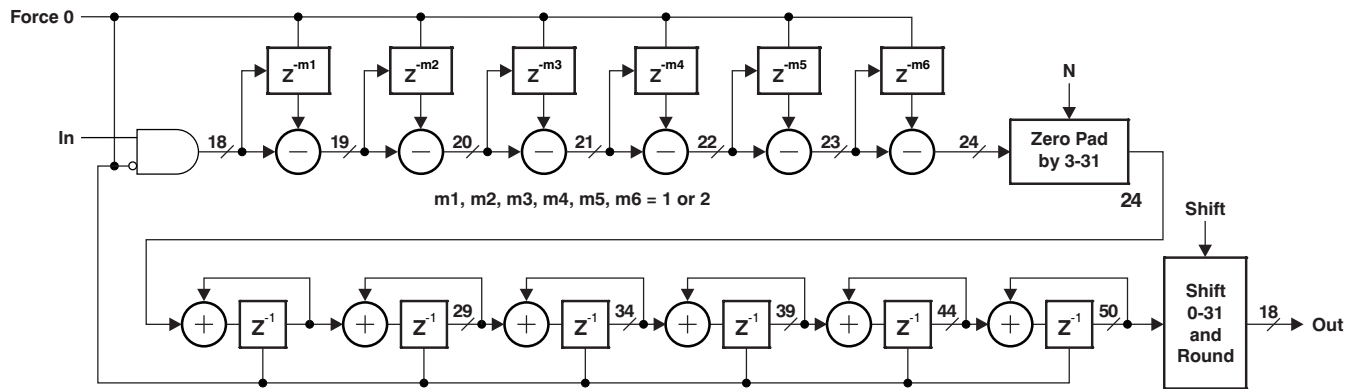 Force 0
Z-m1 Z-m2 Z-m3 Z-m4 Z-m5 Z-m6
N
In
18 19 20 21 22 23 24
− − − − − −
Zero Pad
by 3-31
m1, m2, m3, m4, m5, m6 = 1 or 2
24
Shift
+ Z-1 + Z-1 29 + Z-1 34 + Z-1 39 + Z-1 44 + Z-1 50
Shift
0-31
and
Round
18
Out